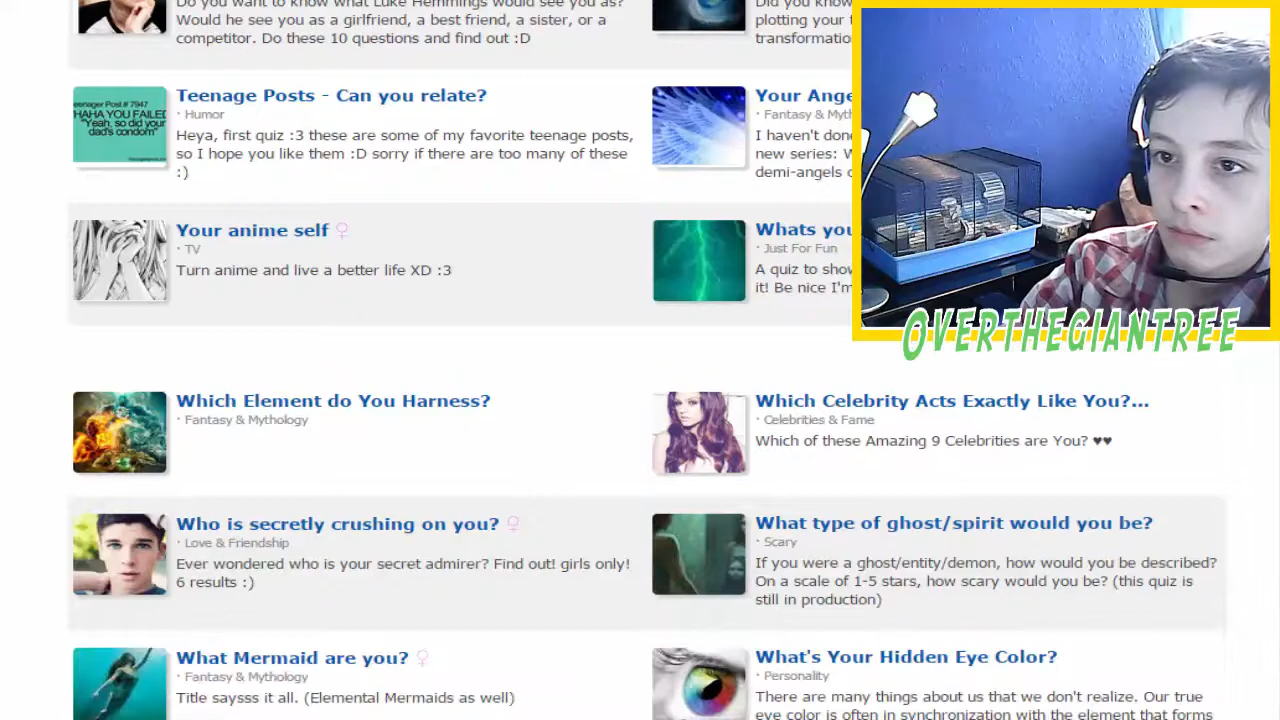 Do you want to know what Luke Hemmings would see you as?
Would he see you as a girlfriend, a best friend, a sister, or a
competitor. Do these 10 questions and find out :D
Did you know
plotting your
transformation
Teenage Post # 7947
HAHA YOU FAILED
"Yeah, so did your
dad's condom"
Teenage Posts - Can you relate?
· Humor
Heya, first quiz :3 these are some of my favorite teenage posts,
so I hope you like them :D sorry if there are too many of these
:)
Your Ange
· Fantasy & Myth
I haven't done
new series: W
demi-angels o
Your anime self ♀
· TV
Turn anime and live a better life XD :3
Whats you
· Just For Fun
A quiz to show
it! Be nice I'm
OVERTHEGIANTREE
Which Element do You Harness?
· Fantasy & Mythology
Which Celebrity Acts Exactly Like You?...
· Celebrities & Fame
Which of these Amazing 9 Celebrities are You? ♥♥
Who is secretly crushing on you? ♀
· Love & Friendship
Ever wondered who is your secret admirer? Find out! girls only!
6 results :)
What type of ghost/spirit would you be?
· Scary
If you were a ghost/entity/demon, how would you be described?
On a scale of 1-5 stars, how scary would you be? (this quiz is
still in production)
What Mermaid are you? ♀
· Fantasy & Mythology
Title saysss it all. (Elemental Mermaids as well)
What's Your Hidden Eye Color?
· Personality
There are many things about us that we don't realize. Our true
eye color is often in synchronization with the element that forms